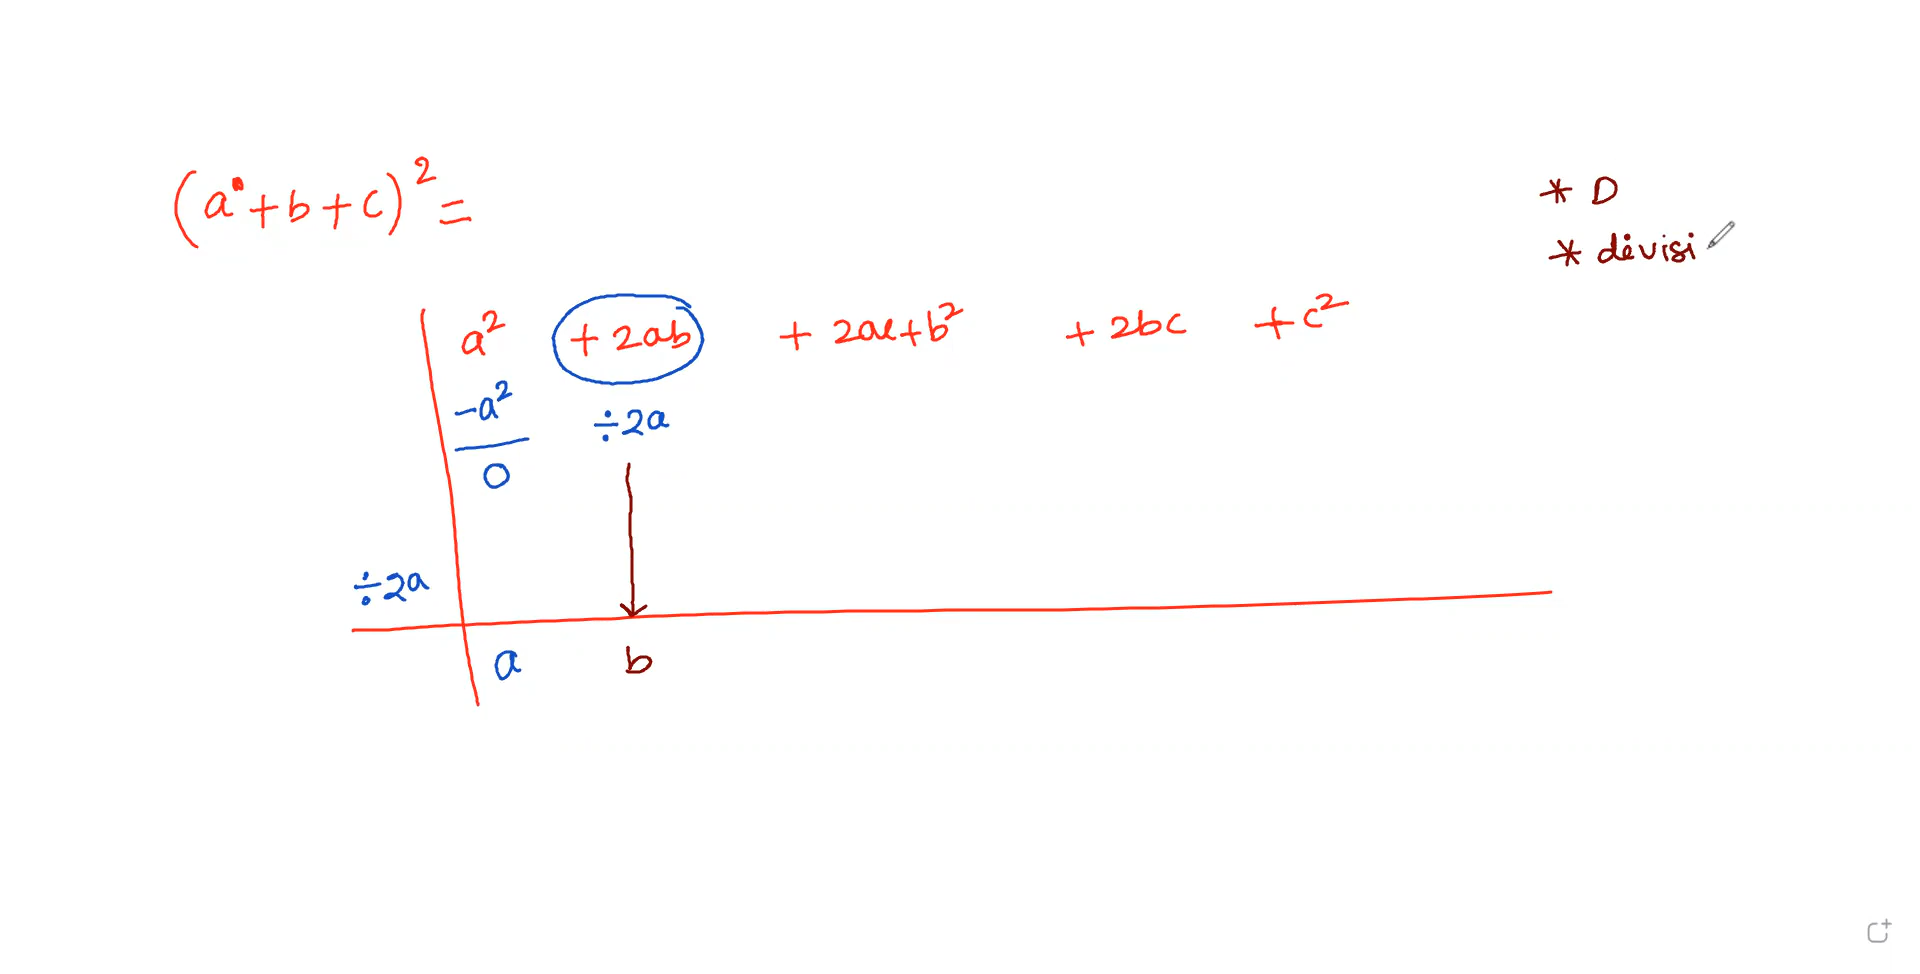 (a + b + c)² =
* D
* devisi
a² + 2ab + 2ac + b² + 2bc + c²
-a² ÷2a
0
÷2a
a b